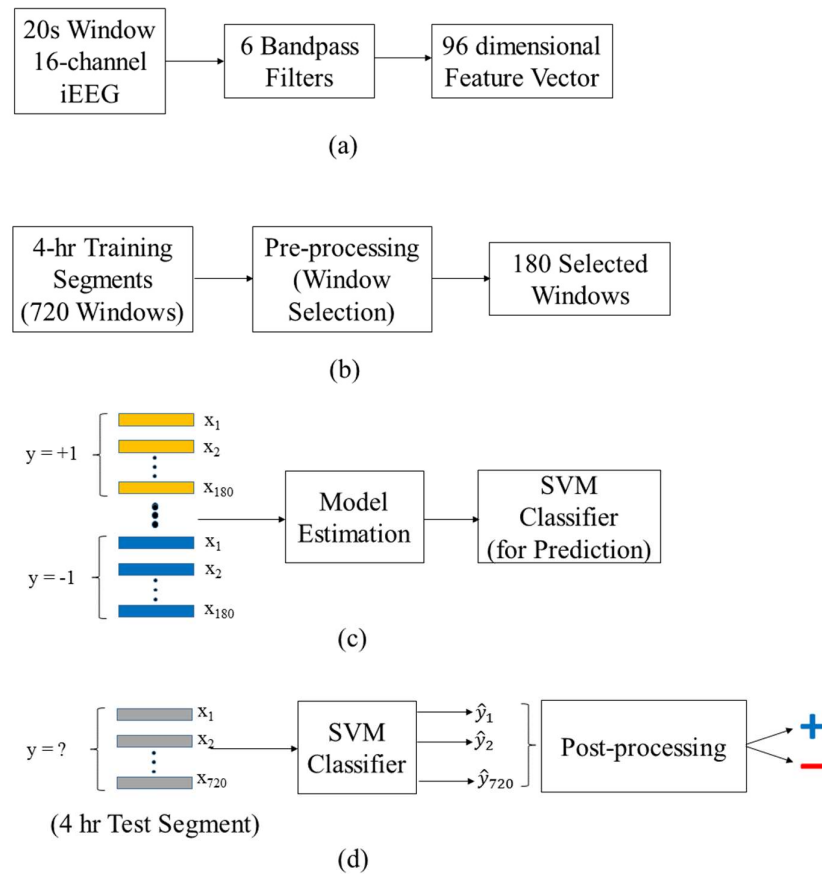 20s Window
16-channel
iEEG
6 Bandpass
Filters
96 dimensional
Feature Vector
(a)
4-hr Training
Segments
(720 Windows)
Pre-processing
(Window
Selection)
180 Selected
Windows
(b)
y = +1
x₁
x₂
x₁₈₀
y = -1
x₁
x₂
x₁₈₀
Model
Estimation
SVM
Classifier
(for Prediction)
(c)
y = ?
x₁
x₂
x₇₂₀
(4 hr Test Segment)
SVM
Classifier
ŷ₁
ŷ₂
ŷ₇₂₀
Post-processing
+
−
(d)